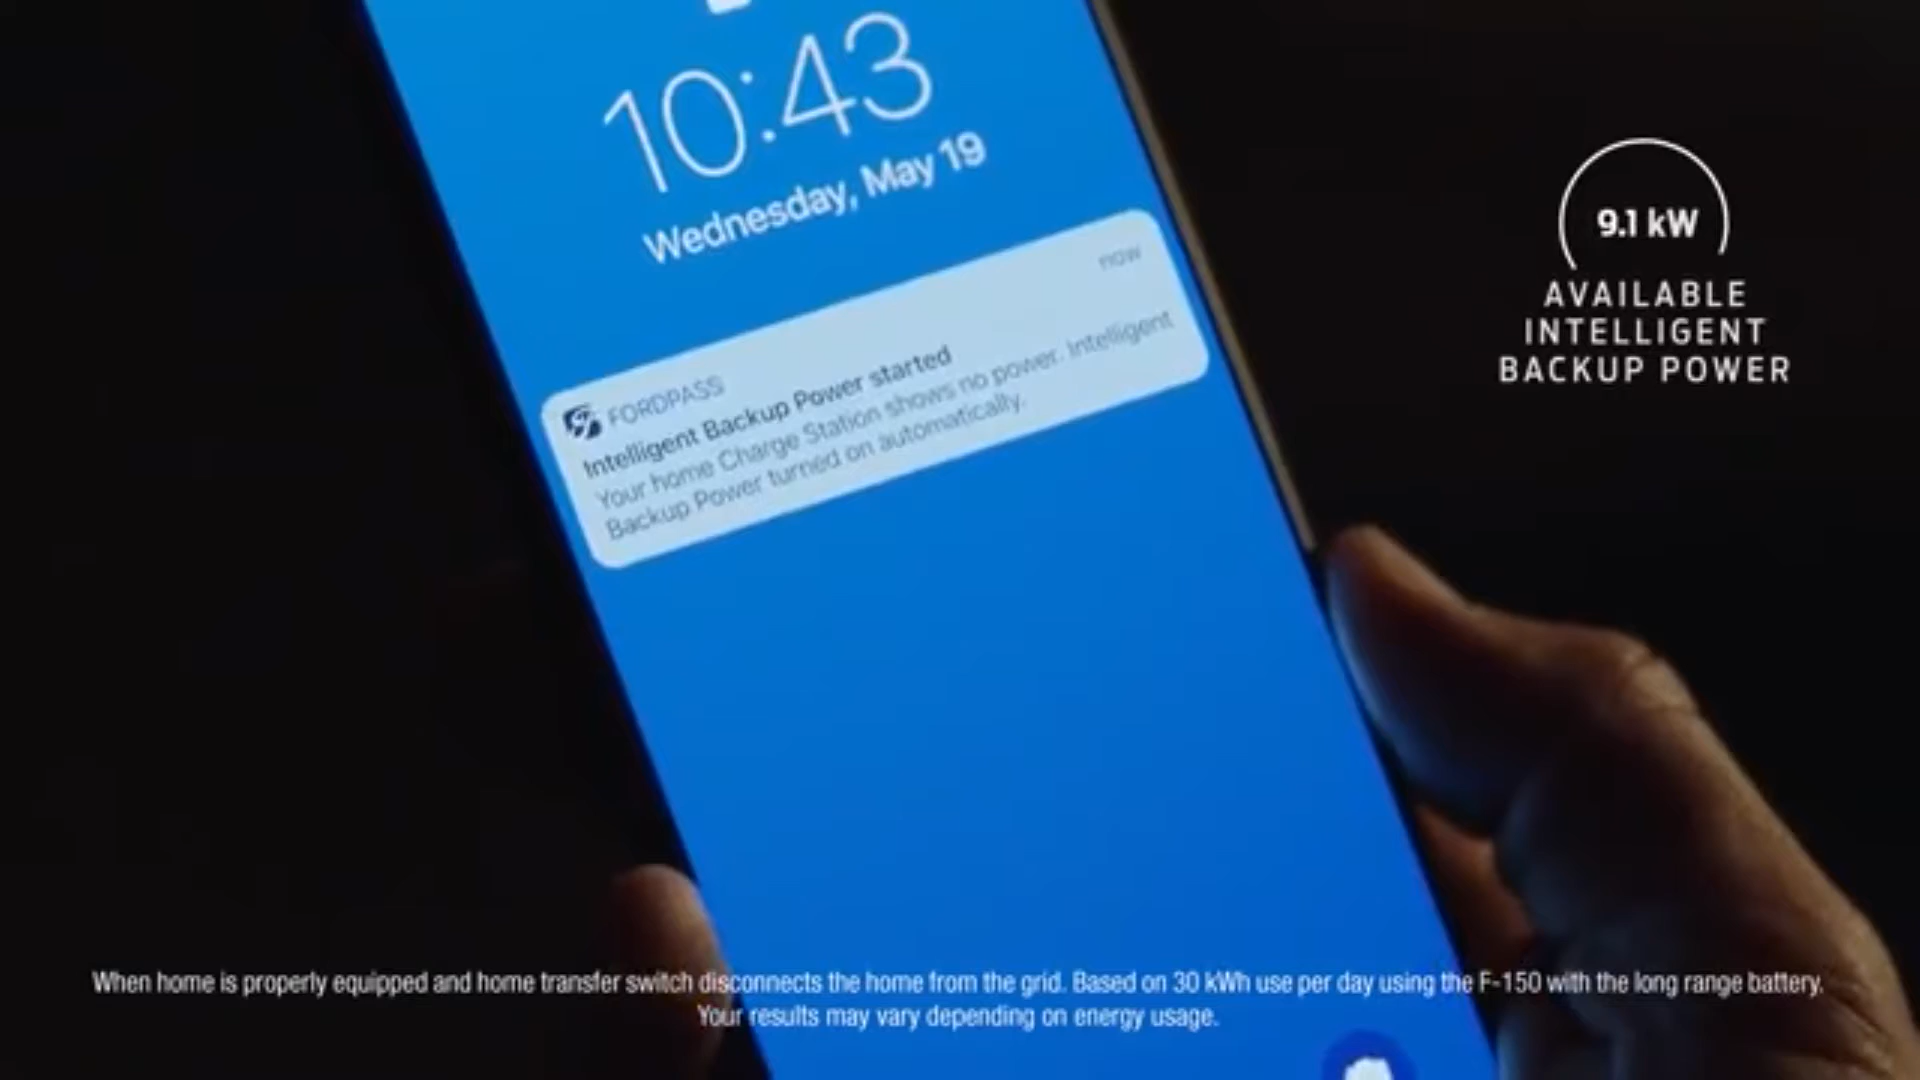 10:43
Wednesday, May 19
FORDPASS
now
Intelligent Backup Power started
Your home Charge Station shows no power. Intelligent
Backup Power turned on automatically.
9.1 kW
AVAILABLE
INTELLIGENT
BACKUP POWER
When home is properly equipped and home transfer switch disconnects the home from the grid. Based on 30 kWh use per day using the F-150 with the long range battery.
Your results may vary depending on energy usage.